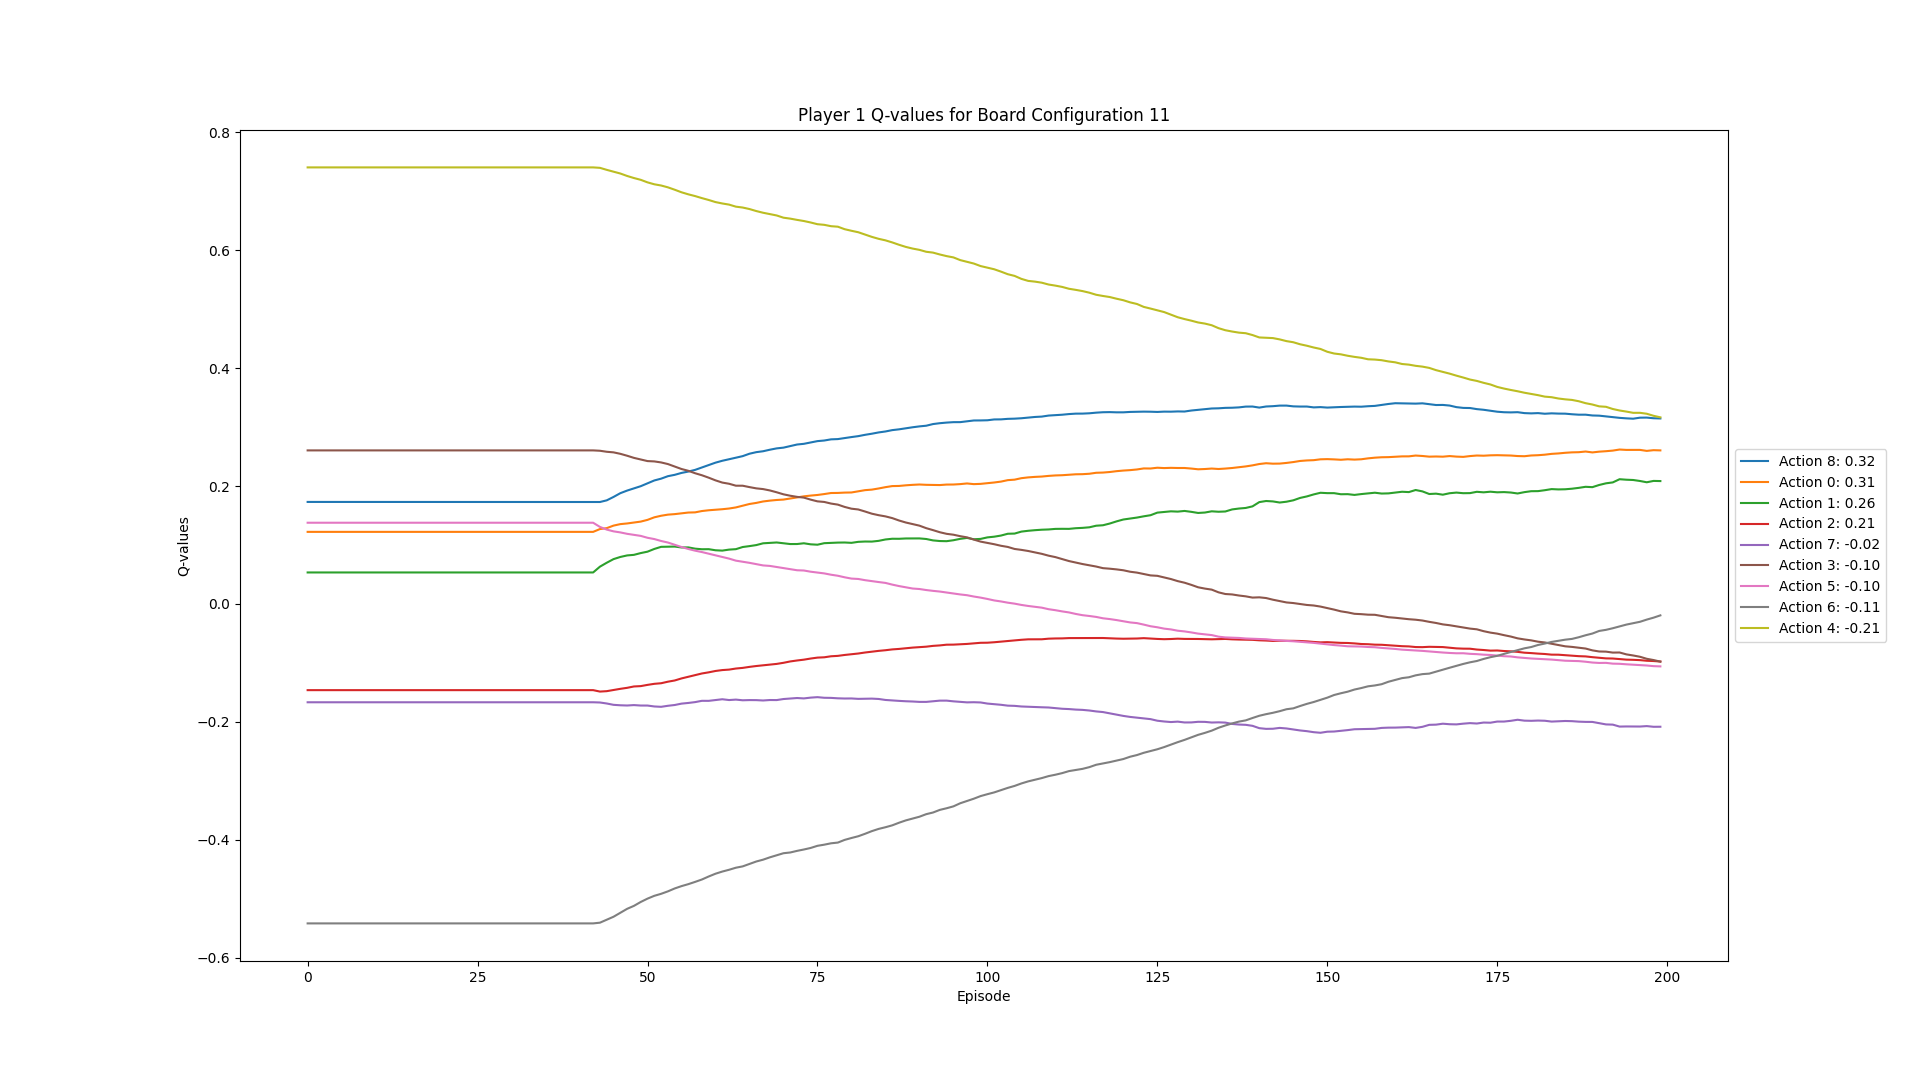 Player 1 Q-values for Board Configuration 11
0.8
0.6
0.4
0.2
0.0
−0.2
−0.4
−0.6
Q-values
0 25 50 75 100 125 150 175 200
Episode
Action 8: 0.32
Action 0: 0.31
Action 1: 0.26
Action 2: 0.21
Action 7: -0.02
Action 3: -0.10
Action 5: -0.10
Action 6: -0.11
Action 4: -0.21